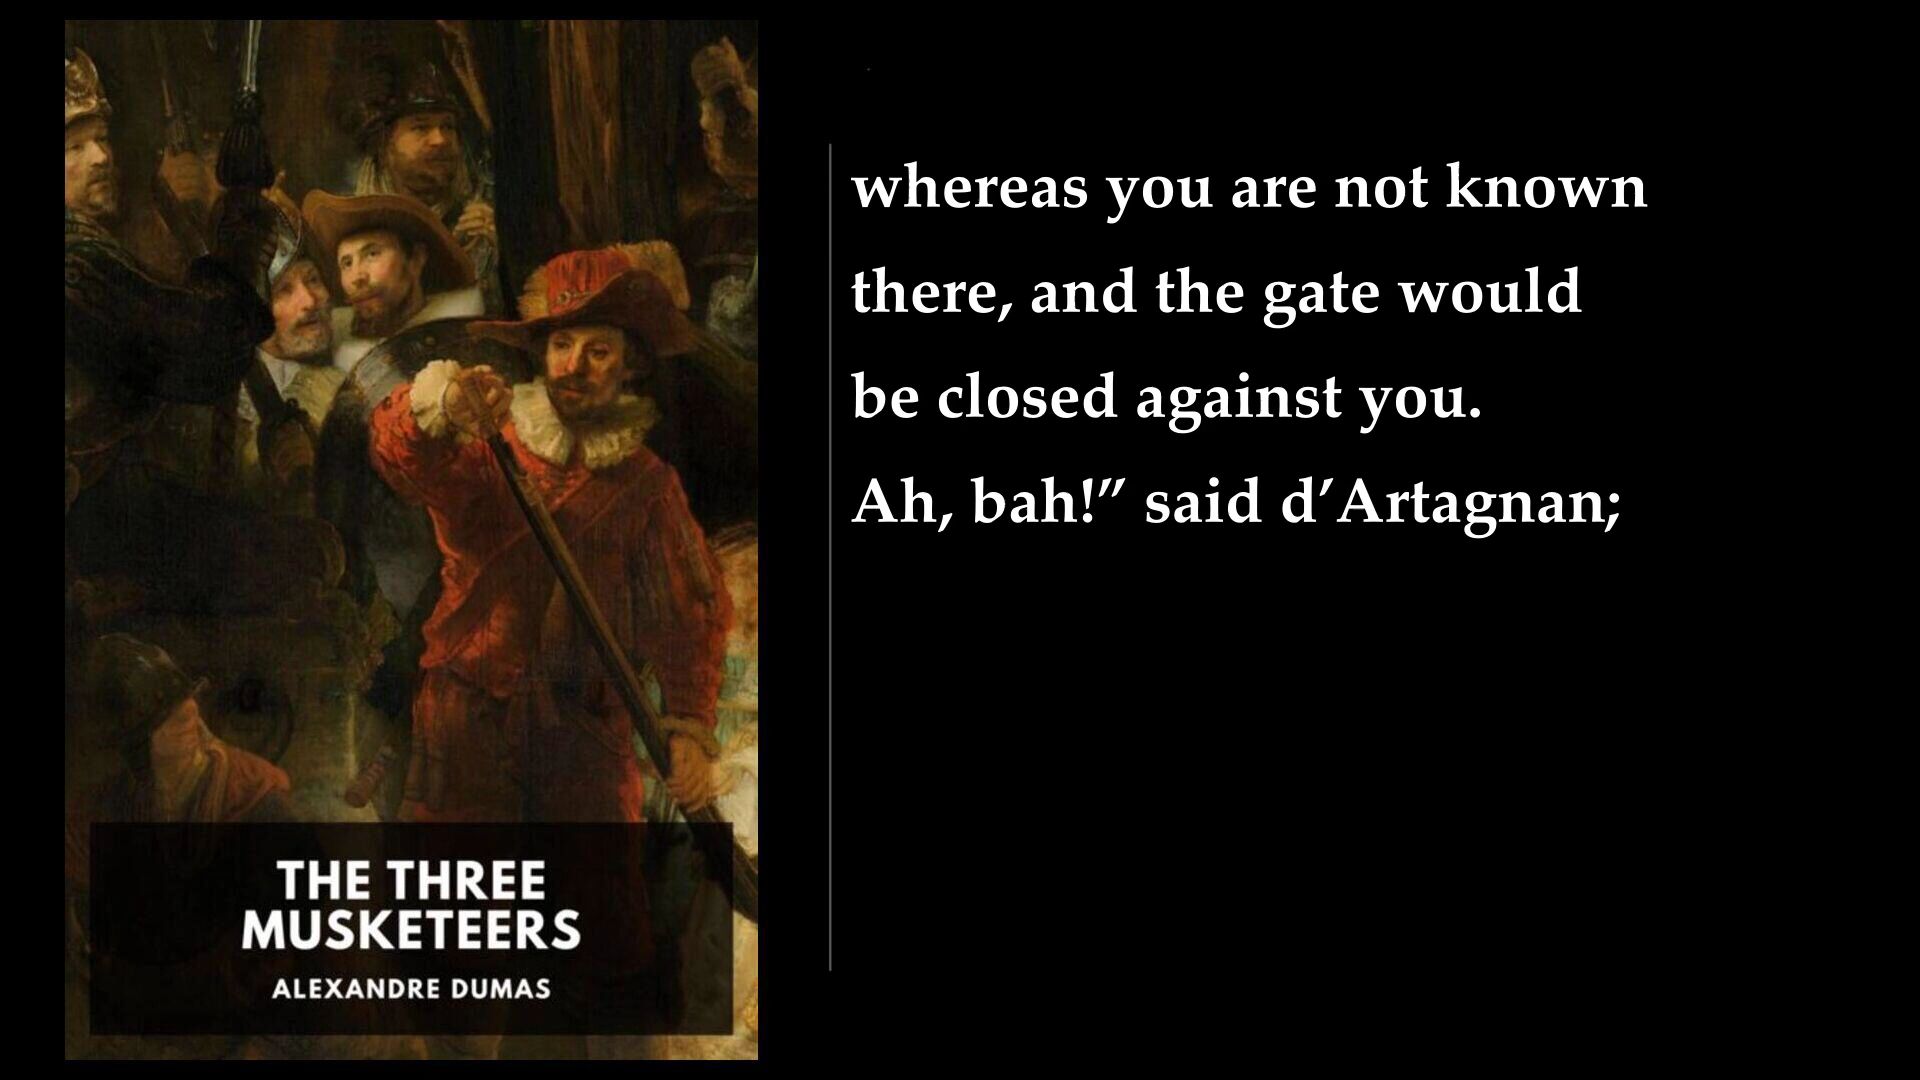 whereas you are not known
there, and the gate would
be closed against you.
Ah, bah!” said d’Artagnan;
THE THREE
MUSKETEERS
ALEXANDRE DUMAS